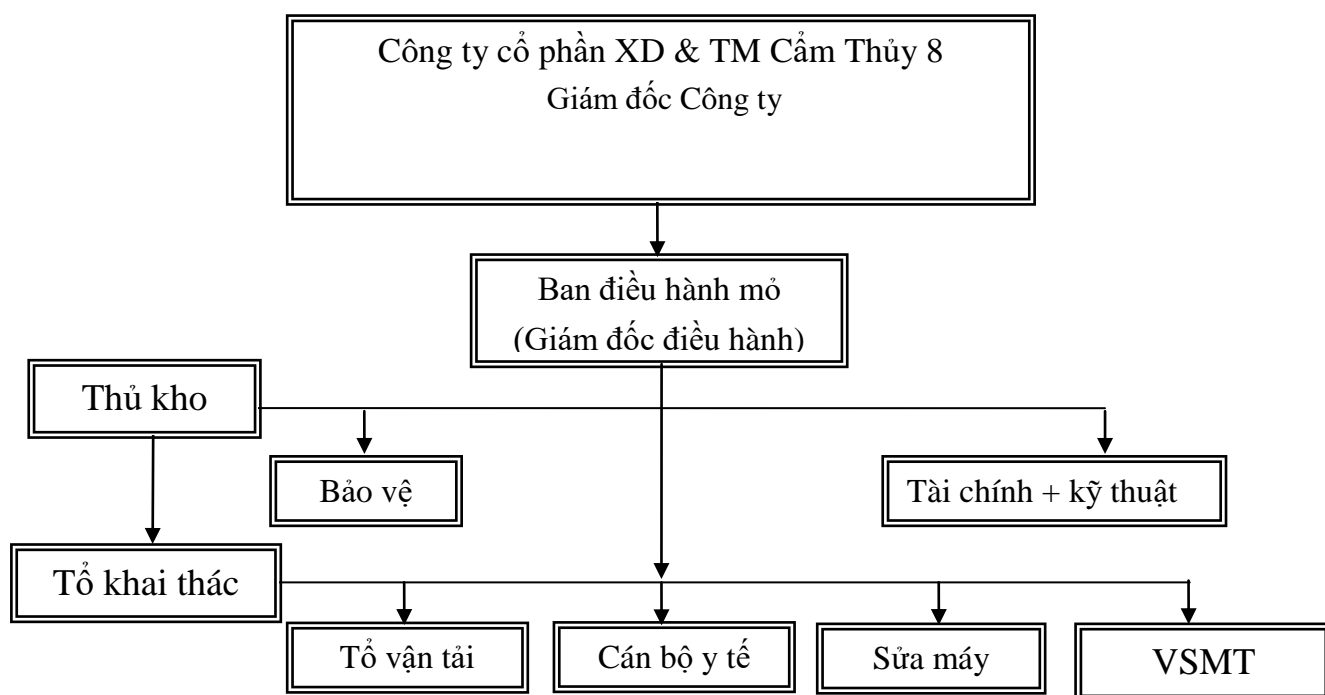 Công ty cổ phần XD & TM Cẩm Thủy 8
Giám đốc Công ty
Ban điều hành mỏ
(Giám đốc điều hành)
Thủ kho
Bảo vệ
Tài chính + kỹ thuật
Tổ khai thác
Tổ vận tải
Cán bộ y tế
Sửa máy
VSMT